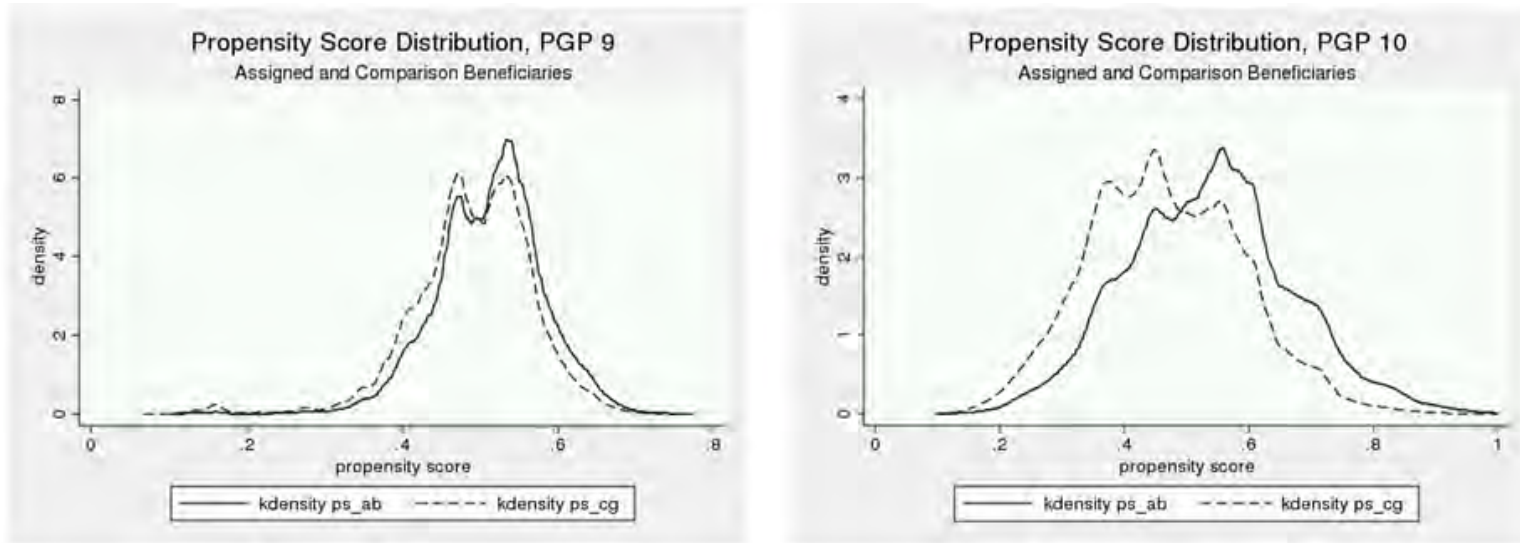 Propensity Score Distribution, PGP 9
Assigned and Comparison Beneficiaries
8
6
4
2
0
density
0 .2 .4 .6 .8
propensity score
kdensity ps_ab kdensity ps_cg
Propensity Score Distribution, PGP 10
Assigned and Comparison Beneficiaries
4
3
2
1
0
density
0 .2 .4 .6 .8 1
propensity score
kdensity ps_ab kdensity ps_cg